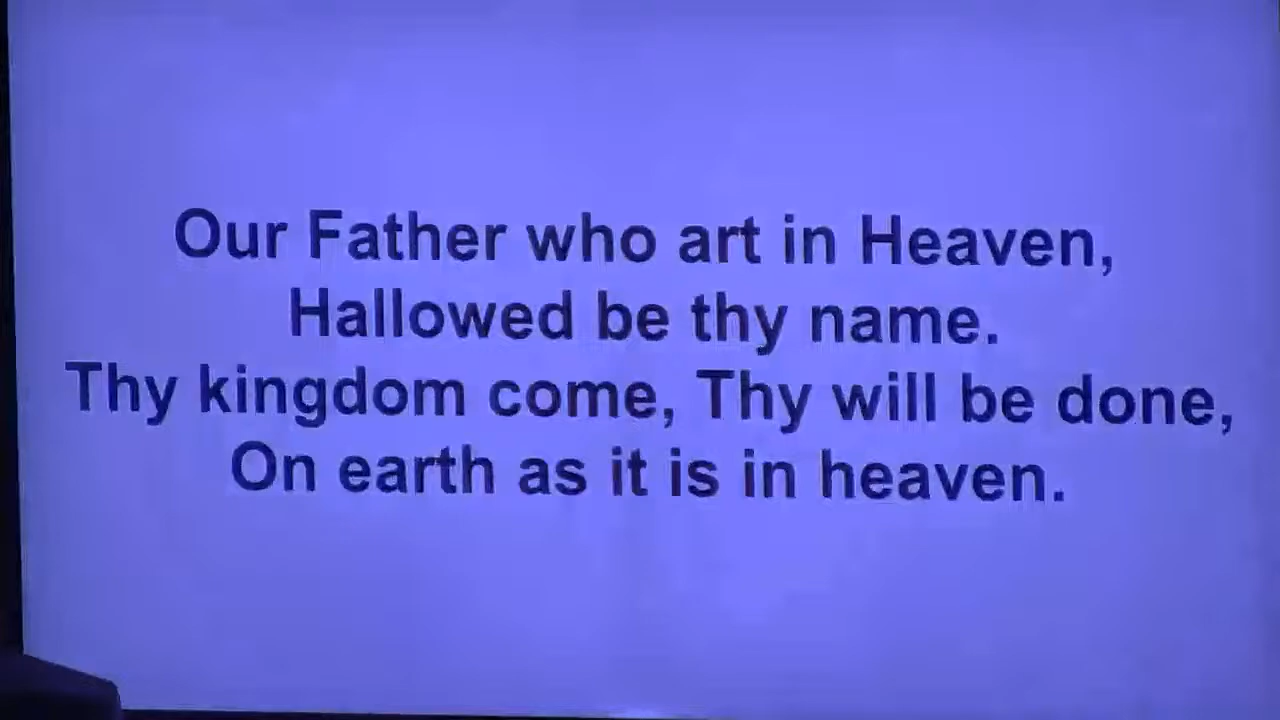 Our Father who art in Heaven,
Hallowed be thy name.
Thy kingdom come, Thy will be done,
On earth as it is in heaven.